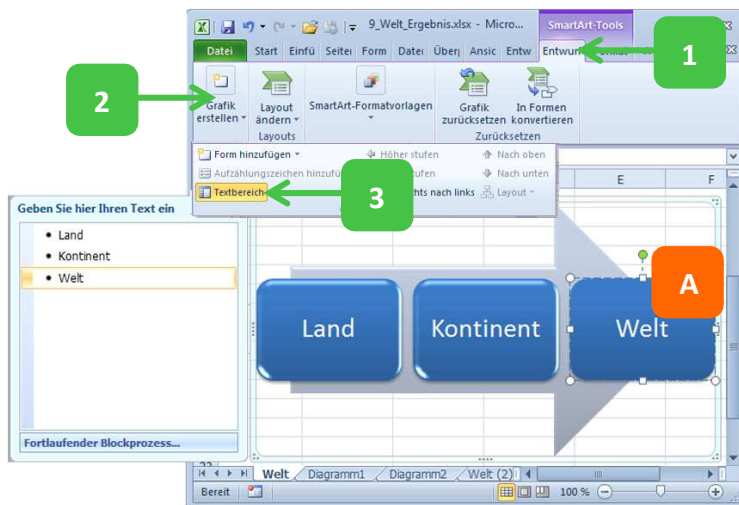 9_Welt_Ergebnis.xlsx - Micro... SmartArt-Tools
Datei Start Einfü Seite Form Daten Überj Ansic Entw Entwur
1
2
Grafik erstellen
Layout ändern
SmartArt-Formatvorlagen
Grafik zurücksetzen
In Formen konvertieren
Layouts Zurücksetzen
Form hinzufügen Höher stufen Nach oben
Aufzählungszeichen hinzufü stufen Nach unten
Textbereich 3 chts nach links Layout
E F
Geben Sie hier Ihren Text ein
Land
Kontinent
Welt
Fortlaufender Blockprozess...
A
Land Kontinent Welt
Welt Diagramm1 Diagramm2 Welt (2)
Bereit 100 %